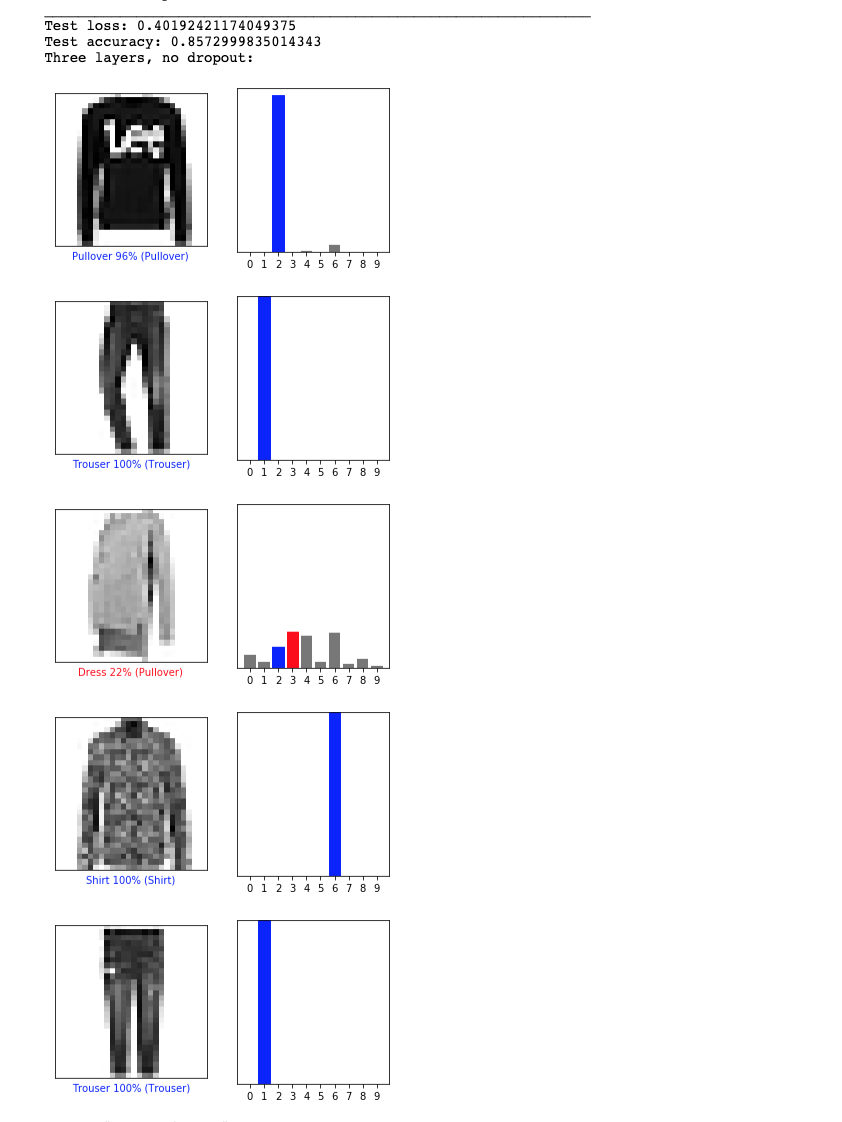 Test loss: 0.40192421174049375
Test accuracy: 0.8572999835014343
Three layers, no dropout:
Pullover 96% (Pullover)
0 1 2 3 4 5 6 7 8 9
Trouser 100% (Trouser)
0 1 2 3 4 5 6 7 8 9
Dress 22% (Pullover)
0 1 2 3 4 5 6 7 8 9
Shirt 100% (Shirt)
0 1 2 3 4 5 6 7 8 9
Trouser 100% (Trouser)
0 1 2 3 4 5 6 7 8 9